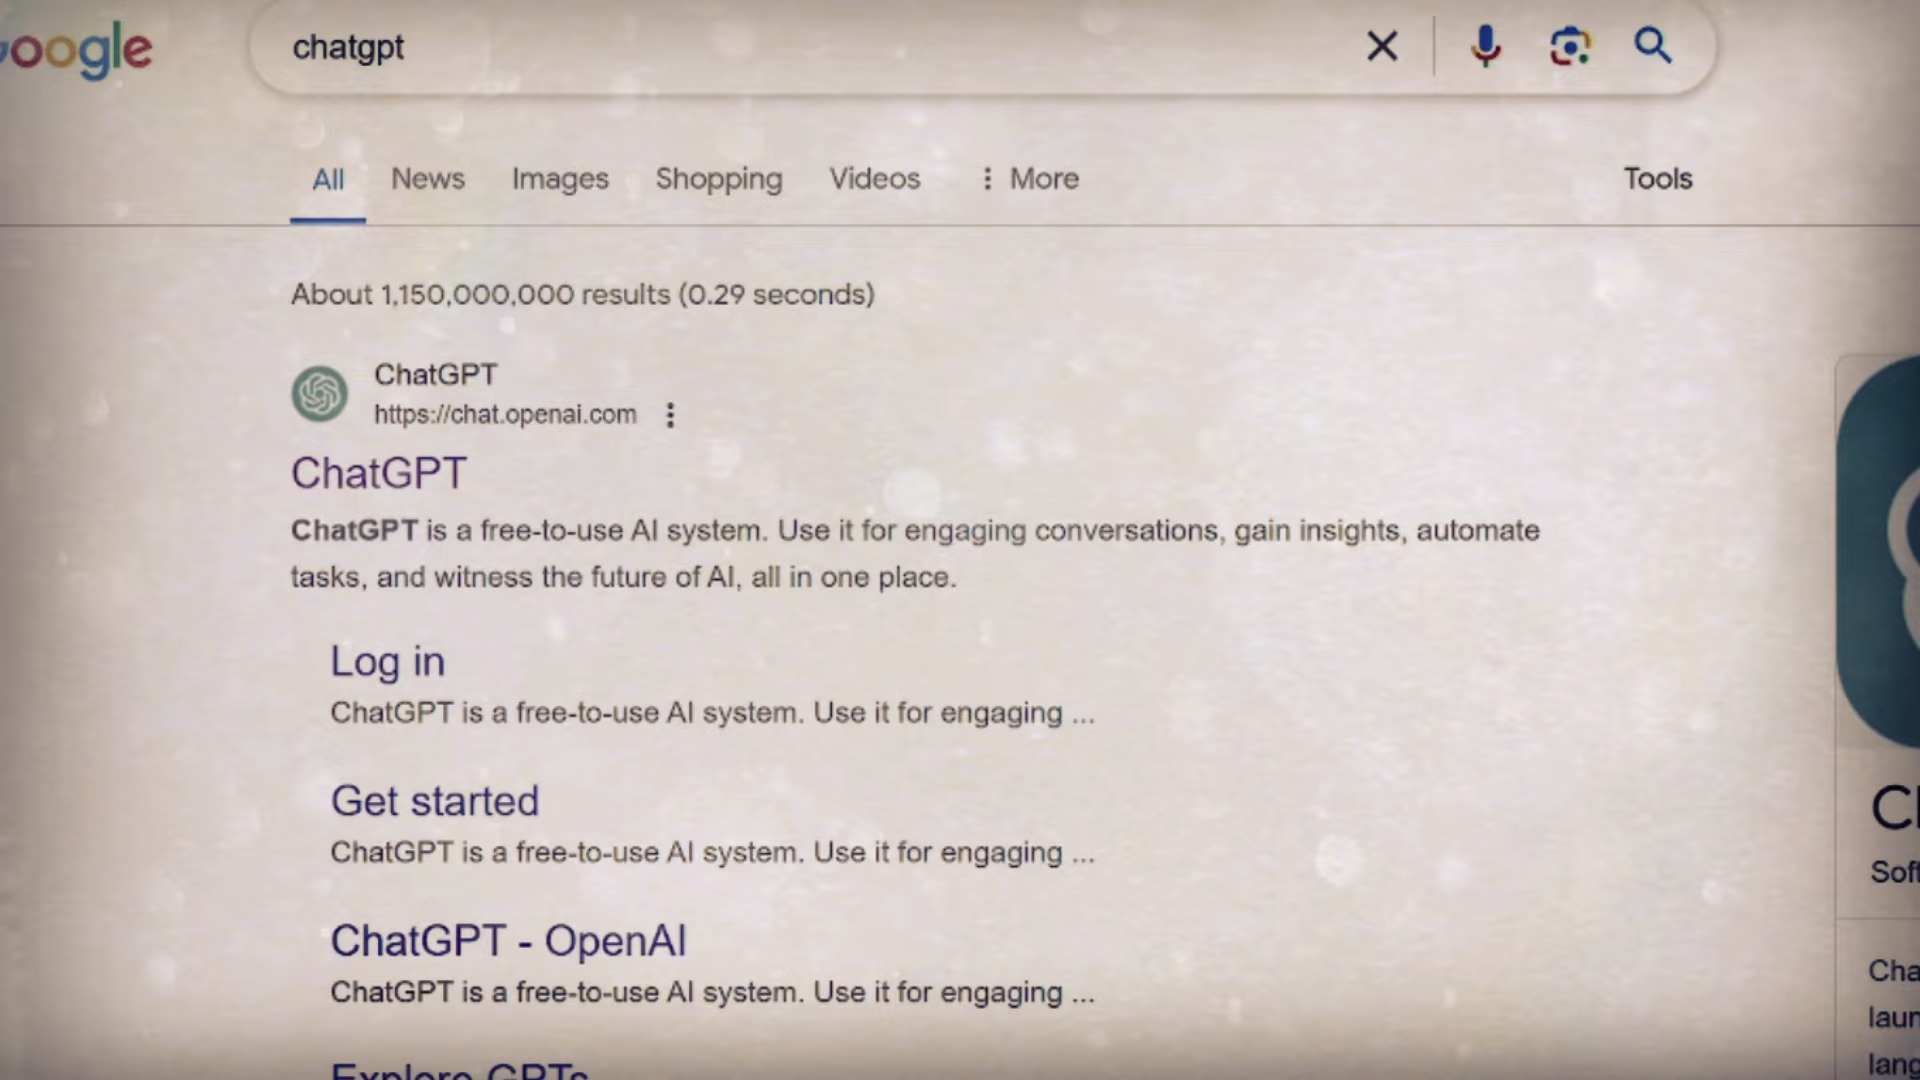 Google
chatgpt
All News Images Shopping Videos More Tools
About 1,150,000,000 results (0.29 seconds)
ChatGPT
https://chat.openai.com
ChatGPT
ChatGPT is a free-to-use AI system. Use it for engaging conversations, gain insights, automate
tasks, and witness the future of AI, all in one place.
Log in
ChatGPT is a free-to-use AI system. Use it for engaging ...
Get started
ChatGPT is a free-to-use AI system. Use it for engaging ...
ChatGPT - OpenAI
ChatGPT is a free-to-use AI system. Use it for engaging ...
Explore GPTs